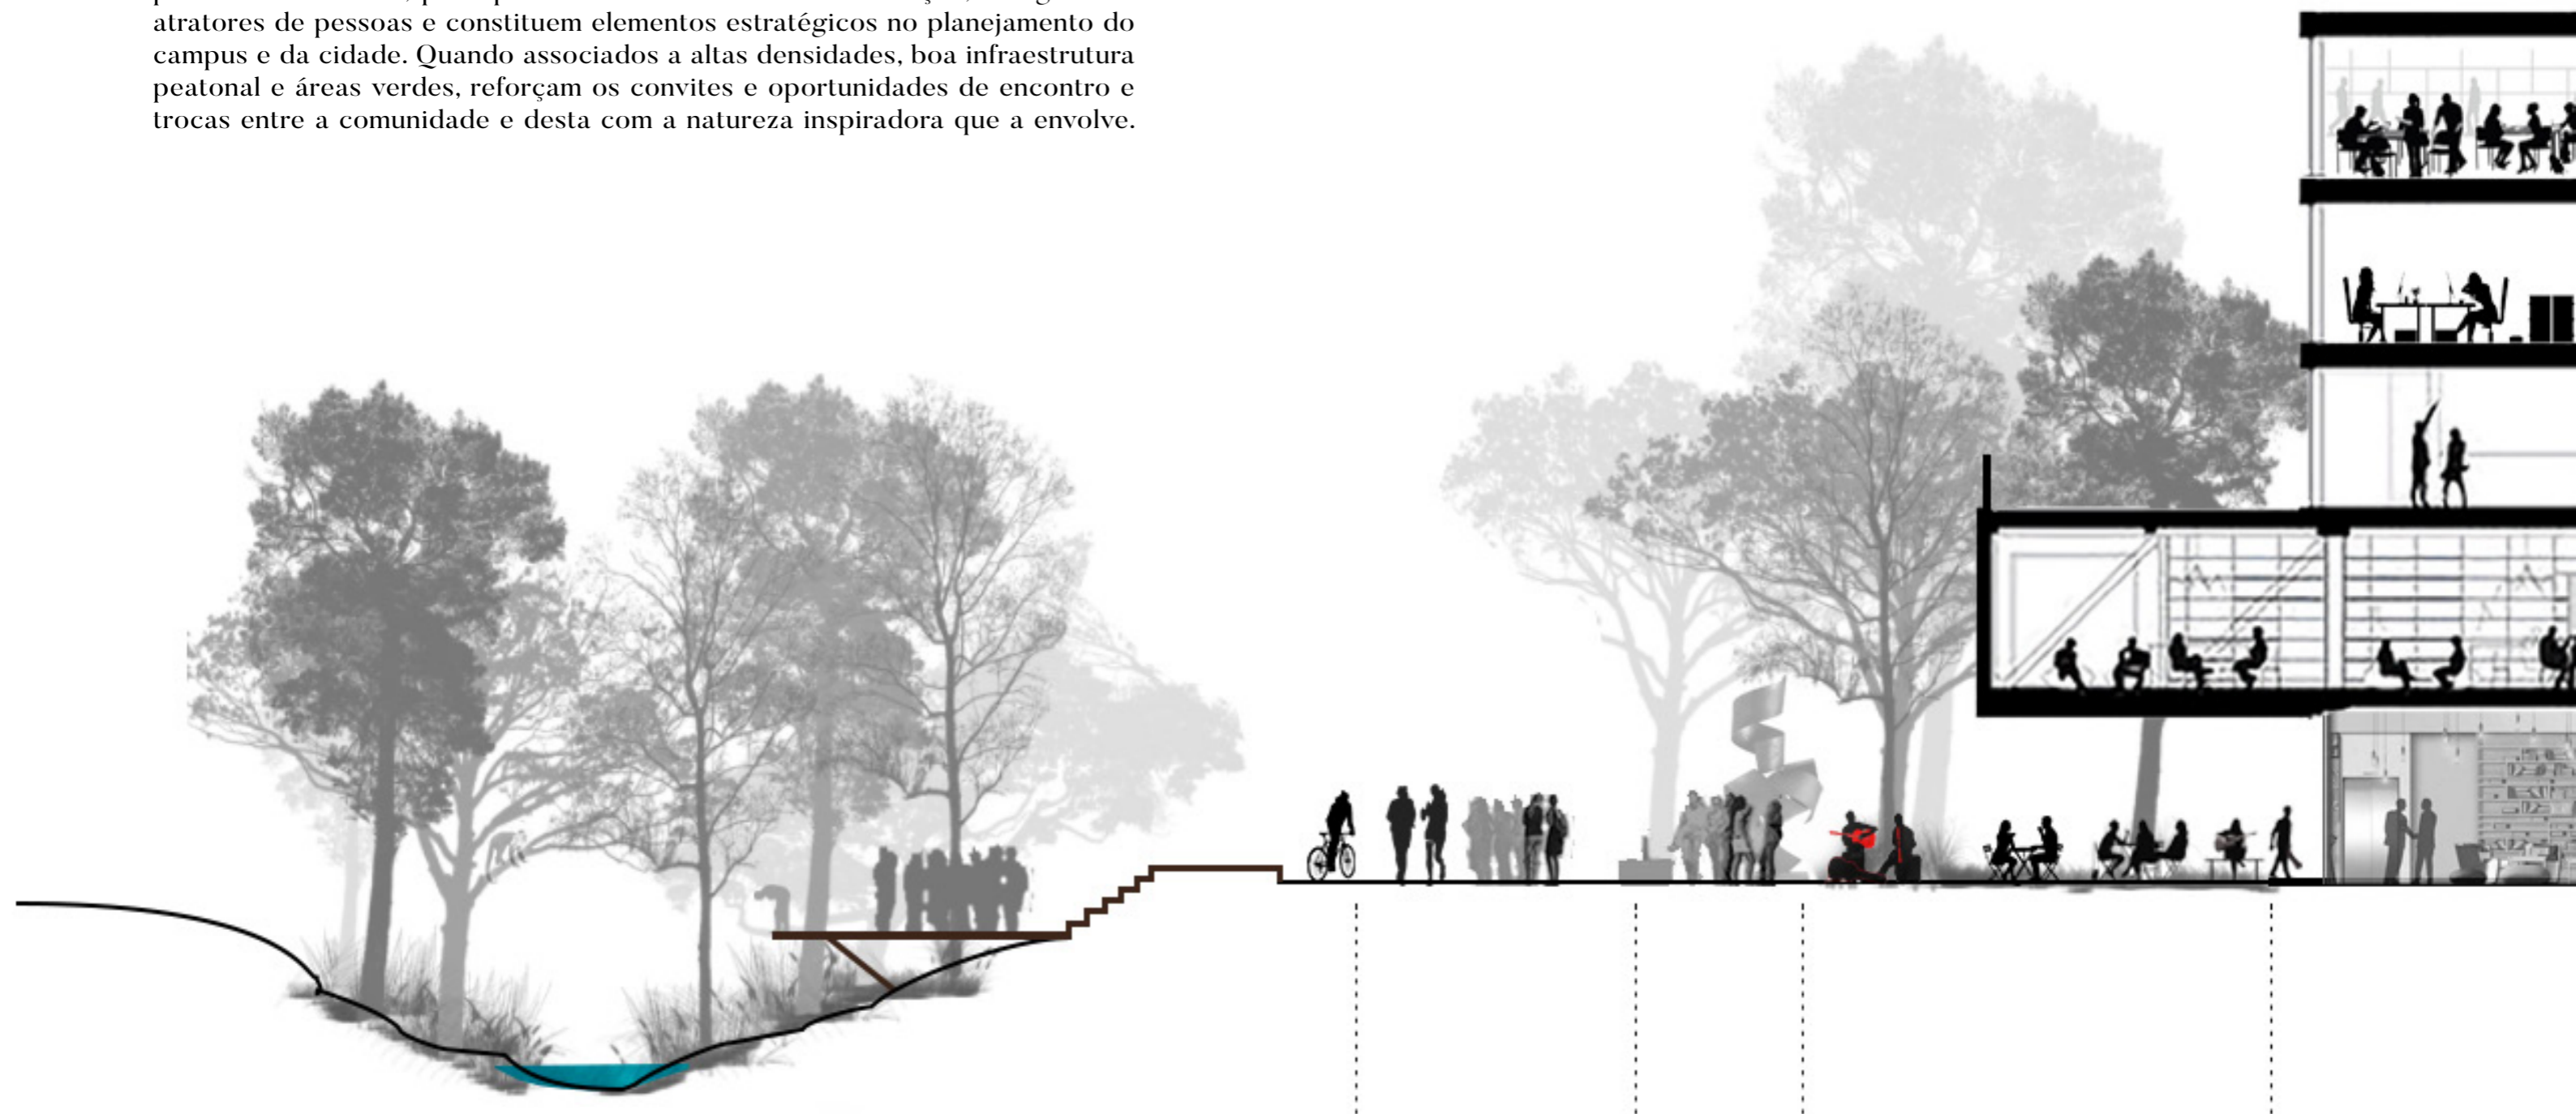 atratores de pessoas e constituem elementos estratégicos no planejamento do
campus e da cidade. Quando associados a altas densidades, boa infraestrutura
peatonal e áreas verdes, reforçam os convites e oportunidades de encontro e
trocas entre a comunidade e desta com a natureza inspiradora que a envolve.